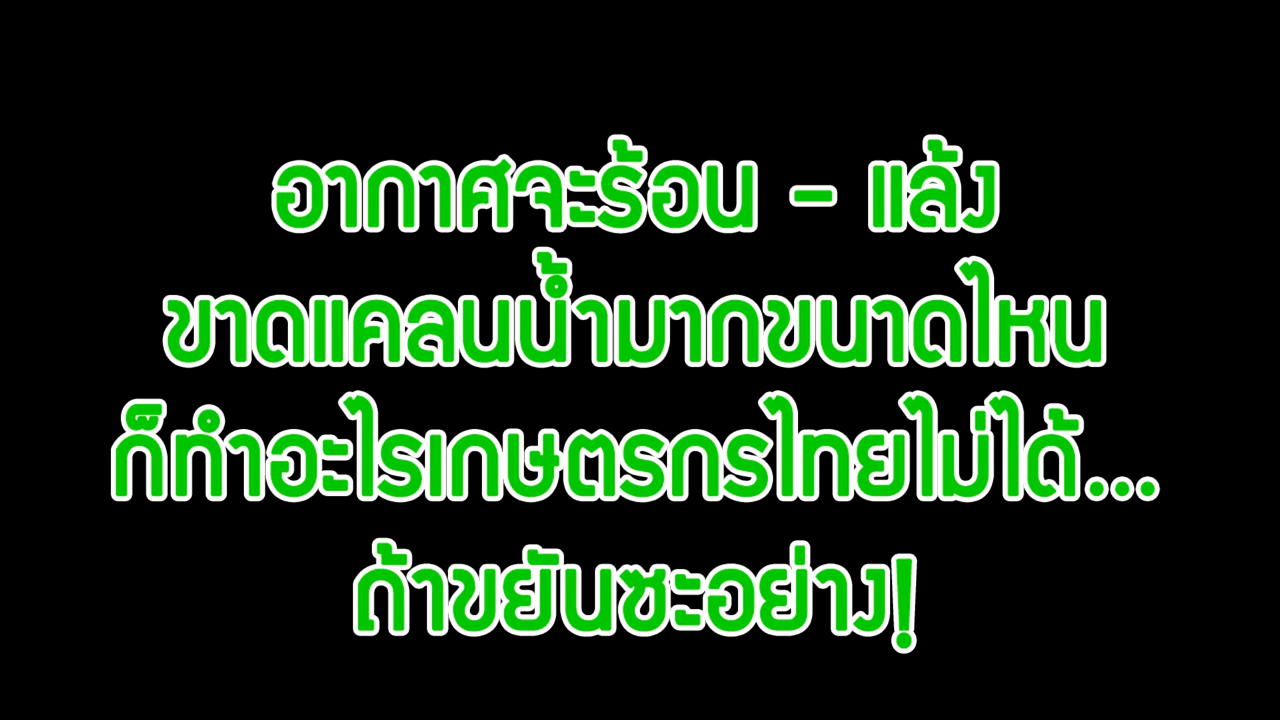 อากาศจะร้อน - แล้ง
ขาดแคลนน้ำมากขนาดไหน
ก็ทำอะไรเกษตรกรไทยไม่ได้...
ถ้าขยันซะอย่าง!